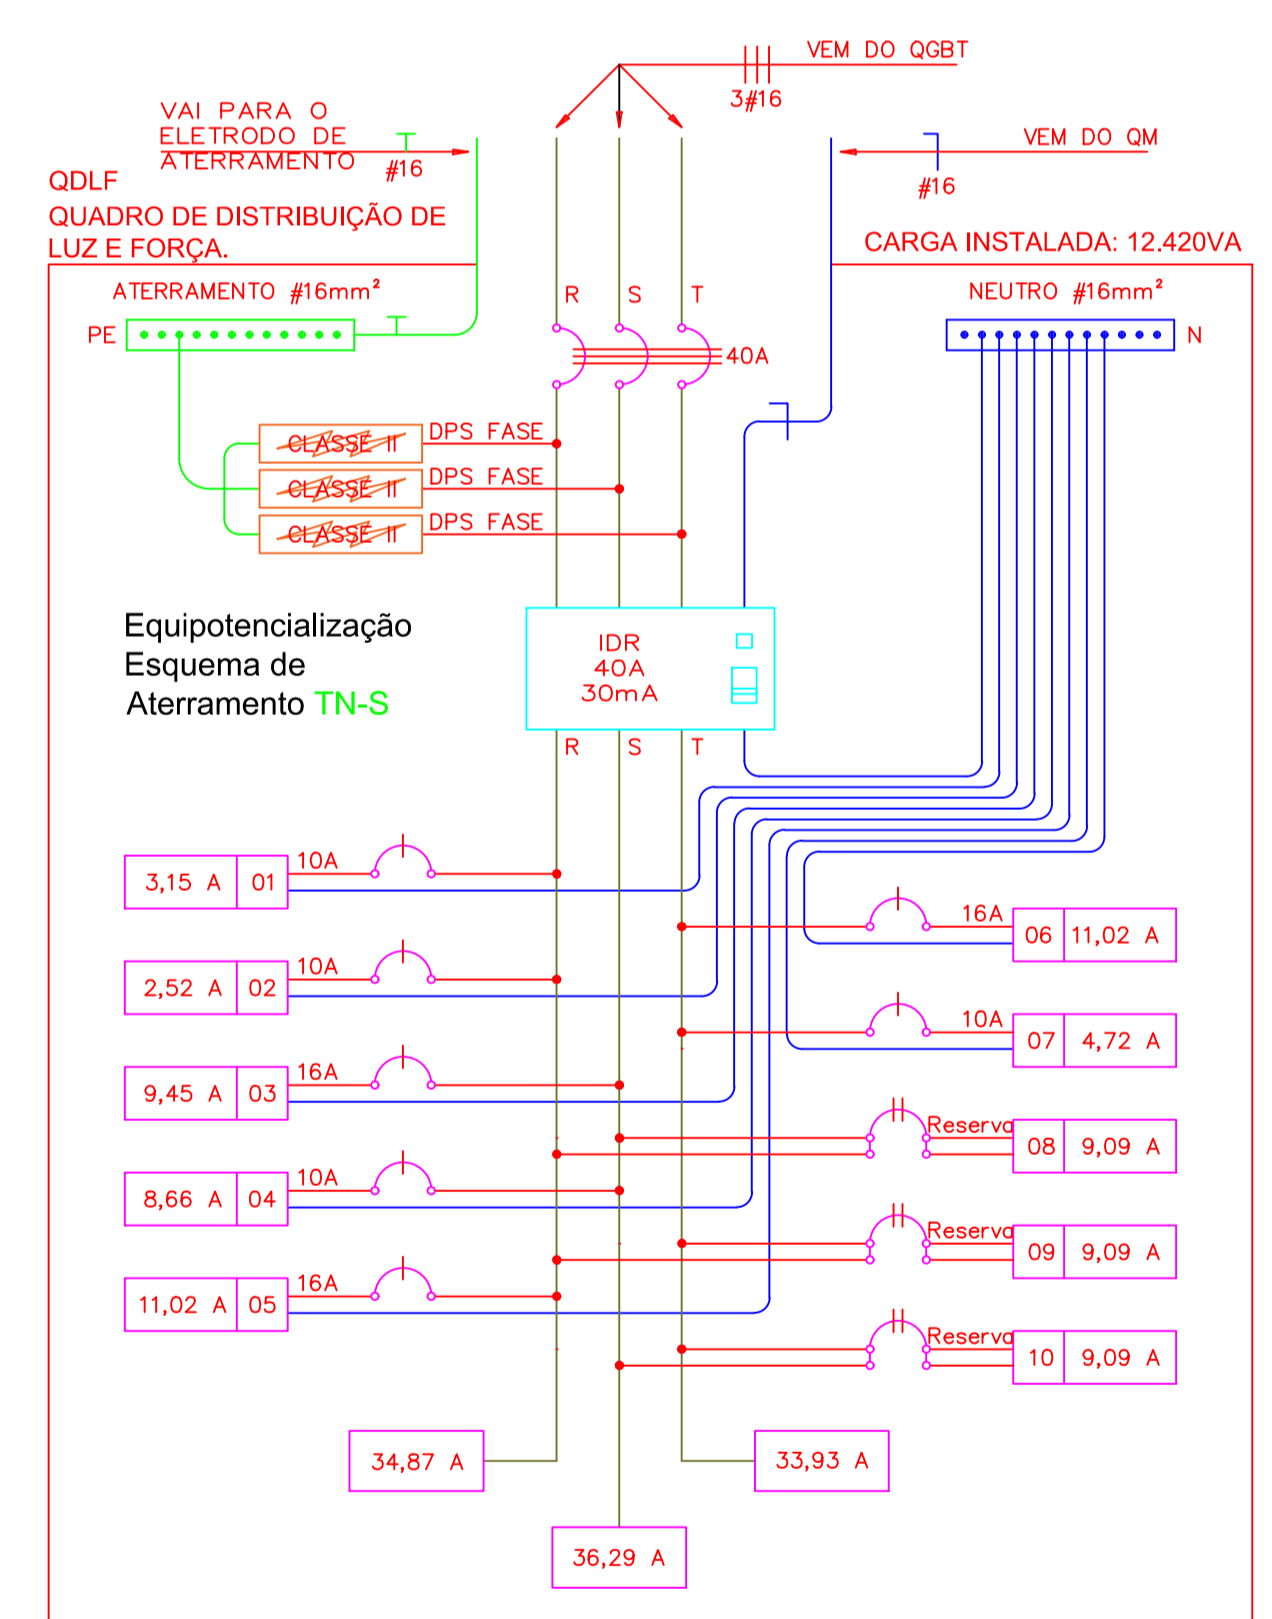 VEM DO QGBT
3#16
VAI PARA O
ELETRODO DE
ATERRAMENTO
#16
VEM DO QM
#16
QDLF
QUADRO DE DISTRIBUIÇÃO DE
LUZ E FORÇA.
CARGA INSTALADA: 12.420VA
ATERRAMENTO #16mm²
R
S
T
NEUTRO #16mm²
PE
N
40A
CLASSE II
DPS FASE
CLASSE II
DPS FASE
CLASSE II
DPS FASE
Equipotencialização
Esquema de
Aterramento TN-S
IDR
40A
30mA
R
S
T
3,15 A
01
10A
16A
06
11,02 A
2,52 A
02
10A
10A
07
4,72 A
9,45 A
03
16A
Reserva
08
9,09 A
8,66 A
04
10A
Reserva
09
9,09 A
11,02 A
05
16A
Reserva
10
9,09 A
34,87 A
33,93 A
36,29 A